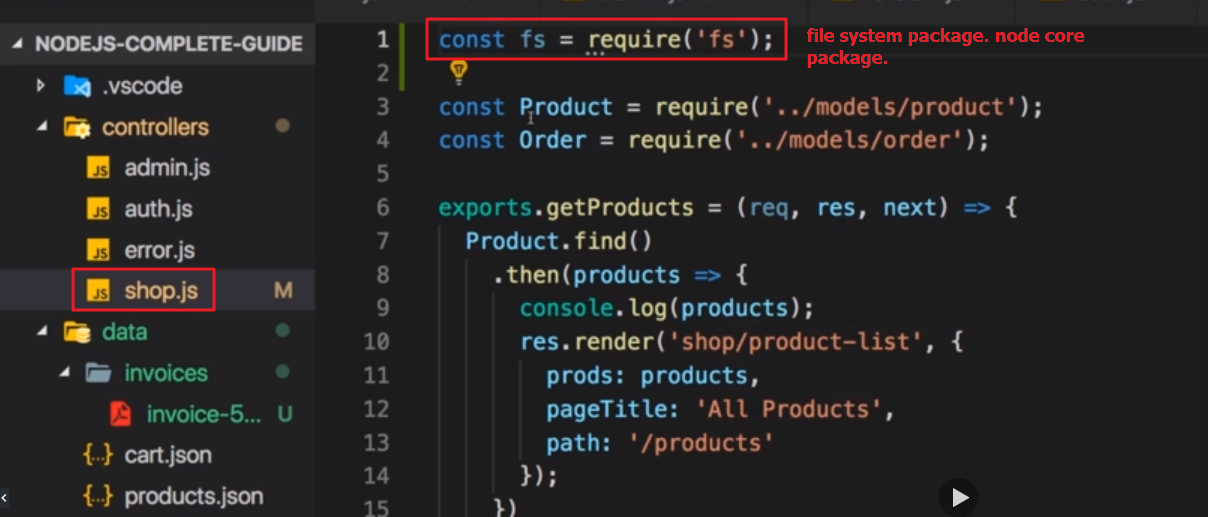 NODEJS-COMPLETE-GUIDE
.vscode
controllers
admin.js
auth.js
error.js
shop.js M
data
invoices
invoice-5... U
cart.json
products.json
1 const fs = require('fs');
2
3 const Product = require('../models/product');
4 const Order = require('../models/order');
5
6 exports.getProducts = (req, res, next) => {
7 Product.find()
8 .then(products => {
9 console.log(products);
10 res.render('shop/product-list', {
11 prods: products,
12 pageTitle: 'All Products',
13 path: '/products'
14 });
15 })
file system package. node core
package.